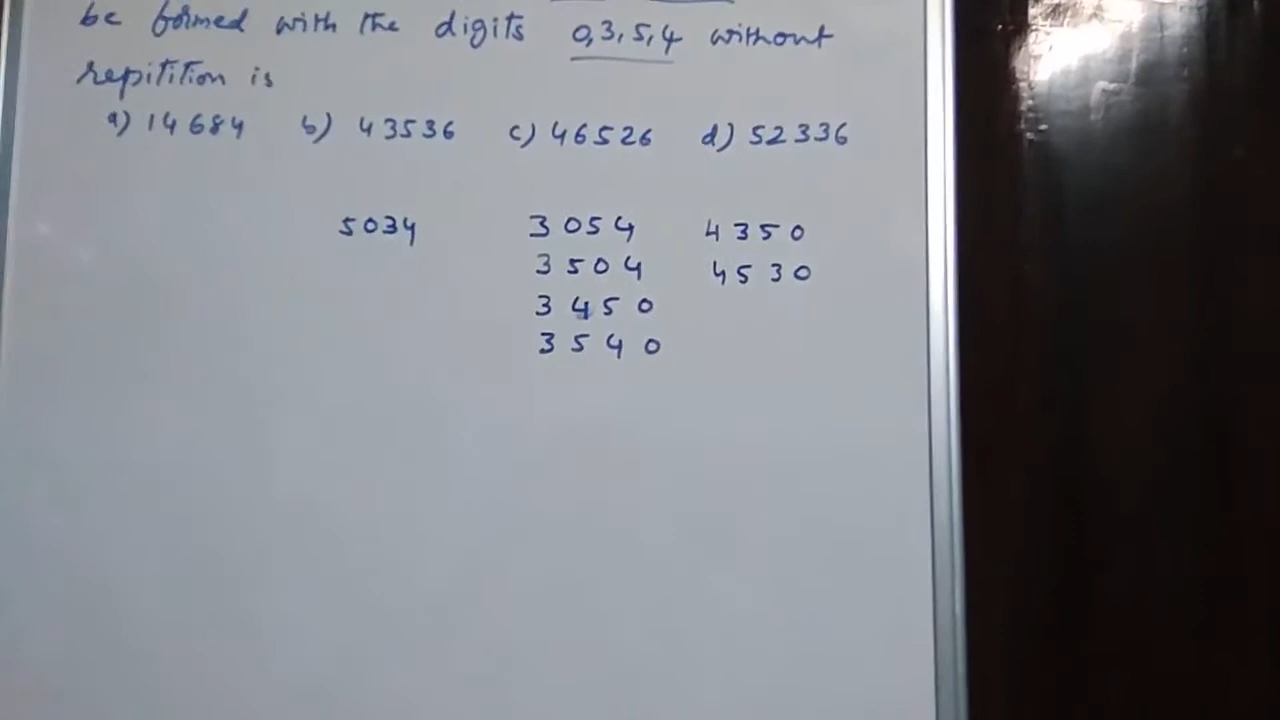 be formed with the digits 0,3,5,4 without
repitition is
a) 14684 b) 43536 c) 46526 d) 52336
5034 3054 4350
3504 4530
3450
3540